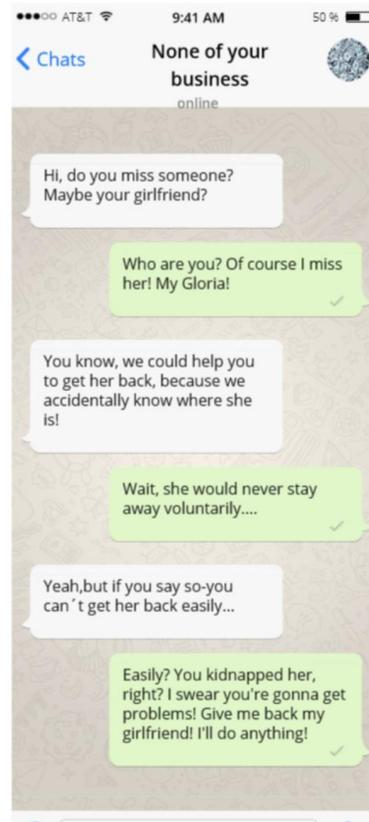 AT&T 9:41 AM 50 %
Chats
None of your
business
online
Hi, do you miss someone?
Maybe your girlfriend?
Who are you? Of course I miss
her! My Gloria!
You know, we could help you
to get her back, because we
accidentally know where she
is!
Wait, she would never stay
away voluntarily....
Yeah,but if you say so-you
can´t get her back easily...
Easily? You kidnapped her,
right? I swear you're gonna get
problems! Give me back my
girlfriend! I'll do anything!